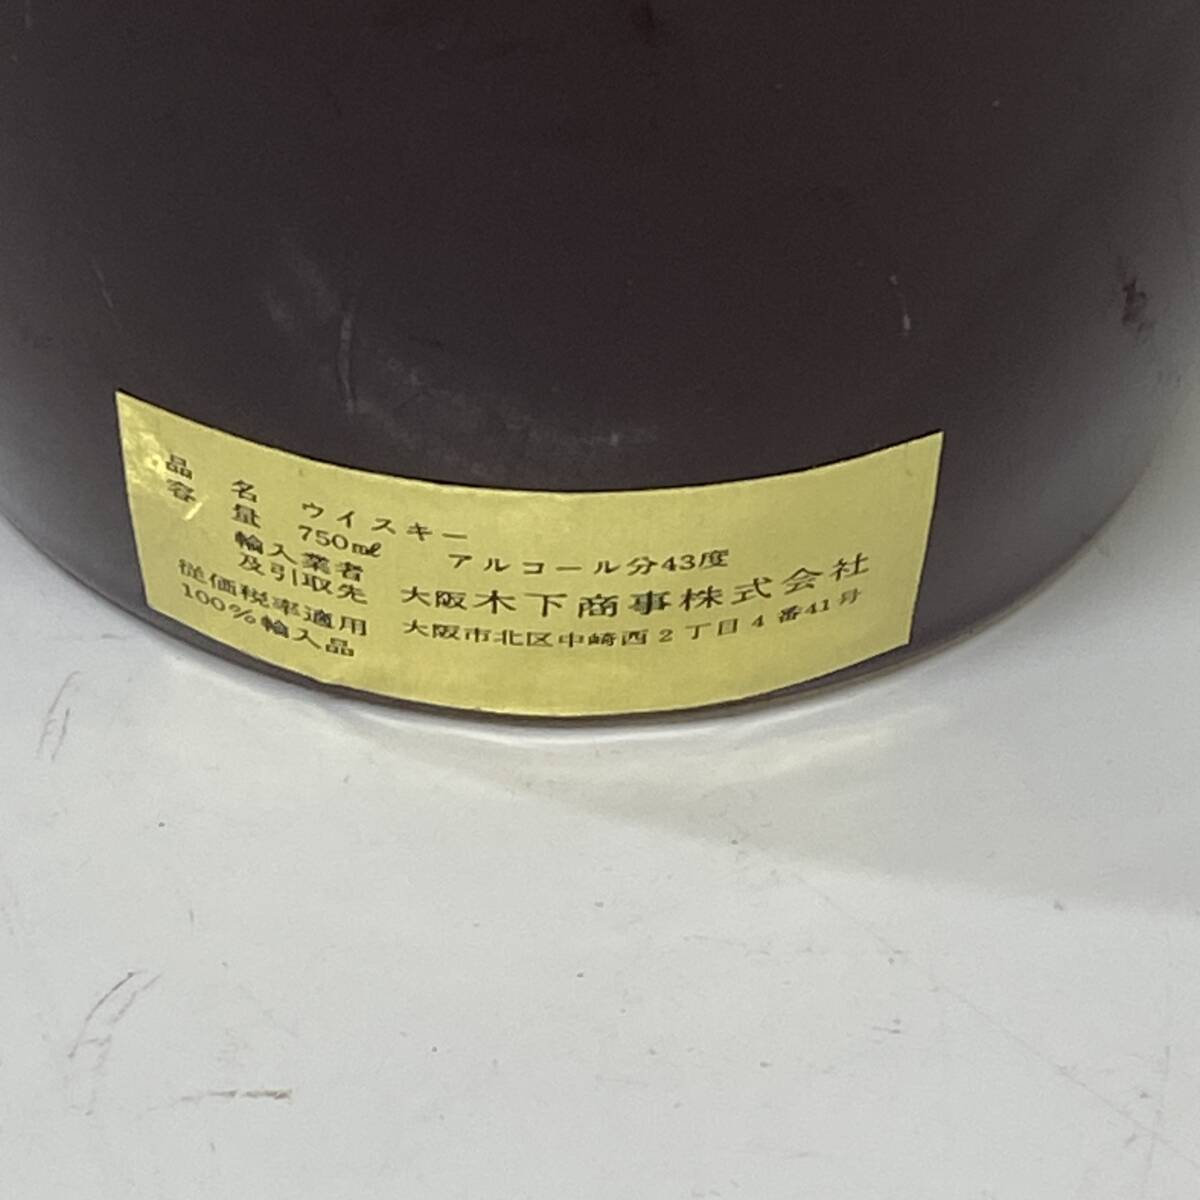 品名 ウイスキー
容量 750㎖ アルコール分43度
輸入業者
及引取先 大阪木下商事株式会社
従価税率適用 大阪市北区中崎西2丁目4番41号
100%輸入品